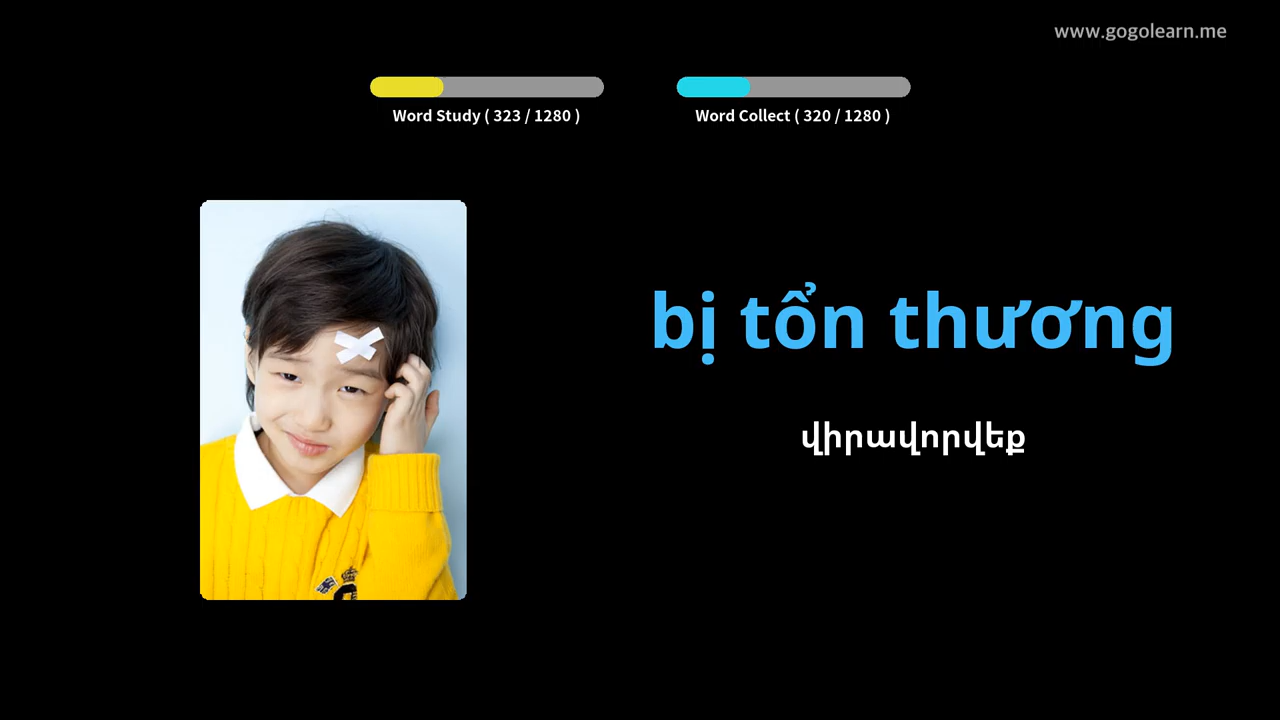 www.gogolearn.me
Word Study ( 323 / 1280 )
Word Collect ( 320 / 1280 )
bị tổn thương
վիրավորվեք